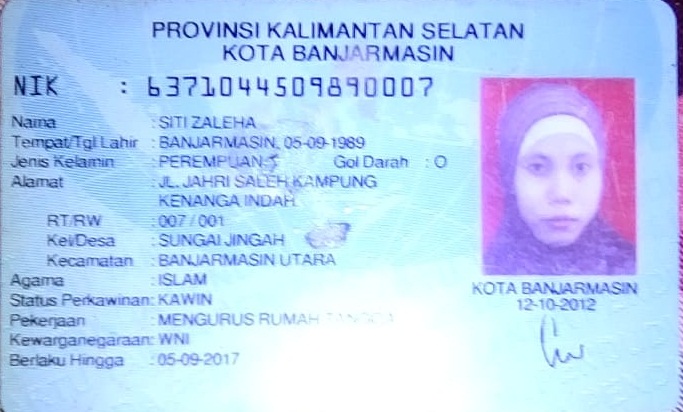 PROVINSI KALIMANTAN SELATAN
KOTA BANJARMASIN
NIK : 6371044509890007
Nama : SITI ZALEHA
Tempat/Tgl Lahir : BANJARMASIN, 05-09-1989
Jenis Kelamin : PEREMPUAN Gol Darah : O
Alamat : JL. JAHRI SALEH KAMPUNG
KENANGA INDAH
RT/RW : 007 / 001
Kel/Desa : SUNGAI JINGAH
Kecamatan : BANJARMASIN UTARA
Agama : ISLAM
Status Perkawinan: KAWIN
Pekerjaan : MENGURUS RUMAH TANGGA
Kewarganegaraan: WNI
Berlaku Hingga : 05-09-2017
KOTA BANJARMASIN
12-10-2012